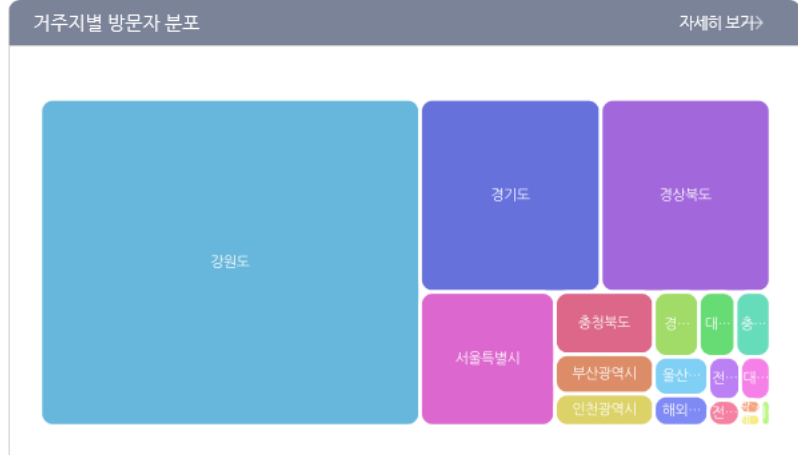 거주지별 방문자 분포
자세히 보기
강원도
경기도
경상북도
서울특별시
충청북도
경…
대…
충…
부산광역시
울산…
전…
대…
인천광역시
해외…
전…